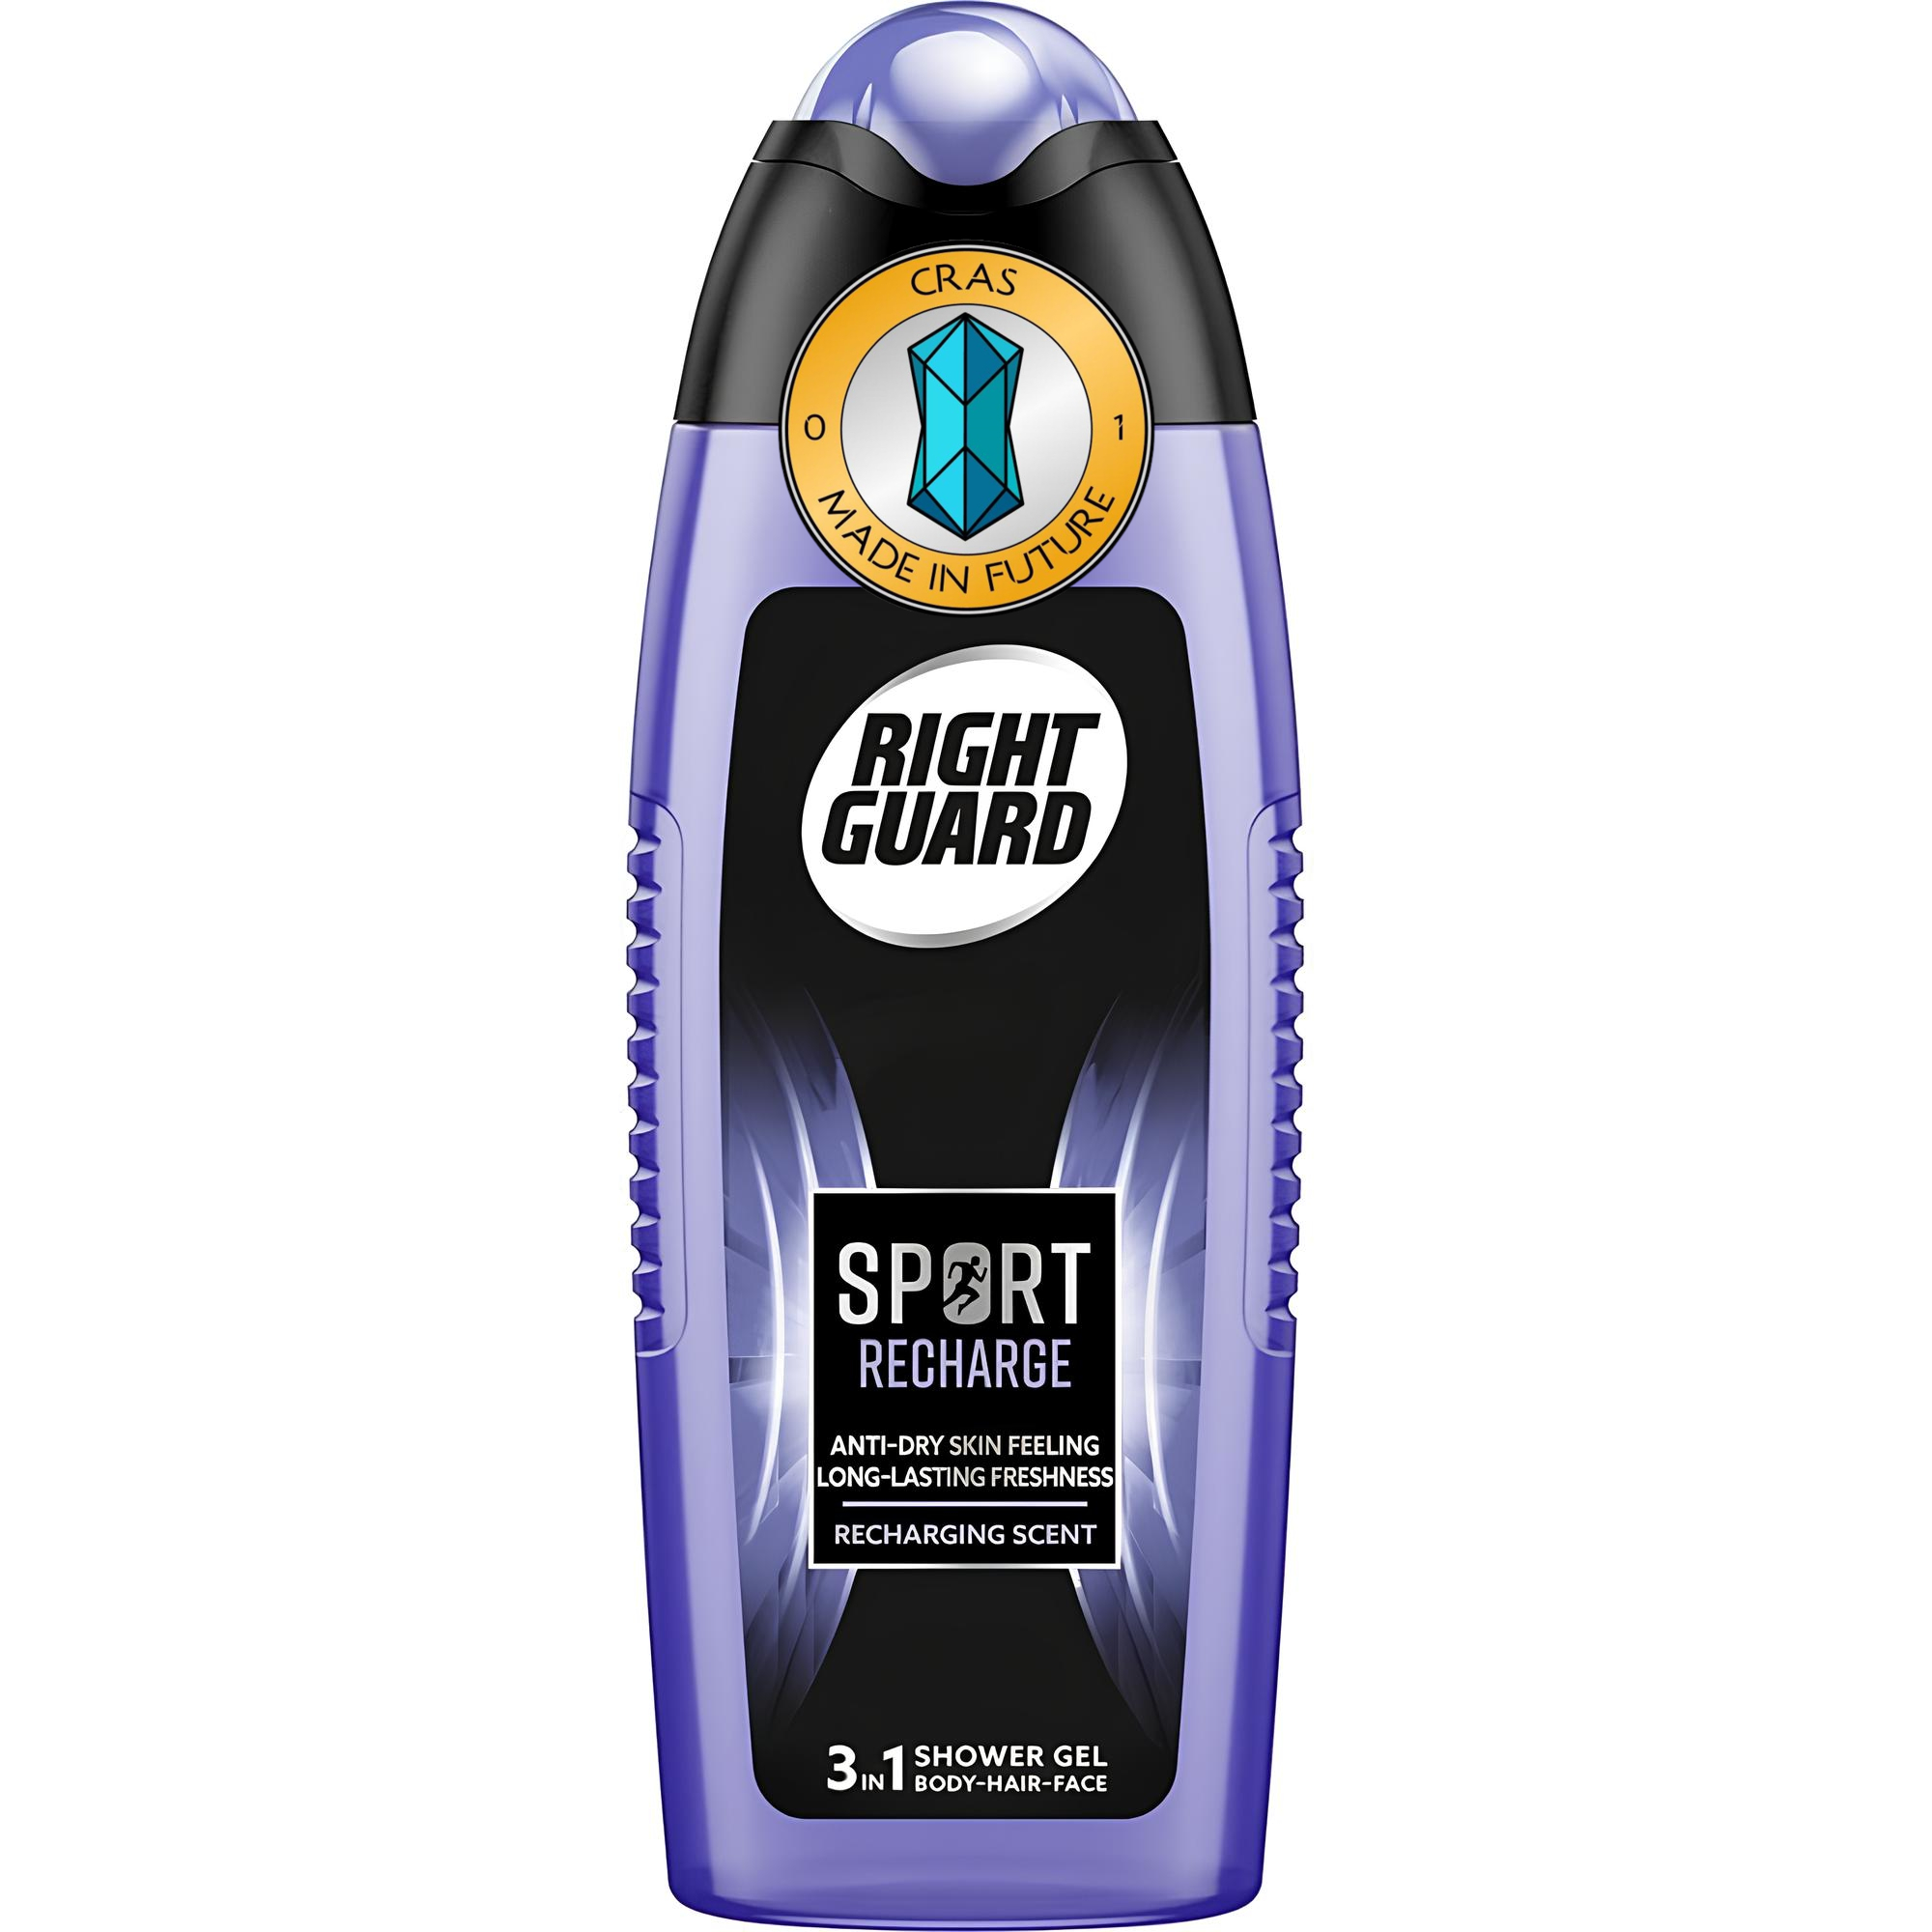 CRAS
0 1
MADE IN FUTURE
RIGHT
GUARD
SPORT
RECHARGE
ANTI-DRY SKIN FEELING
LONG-LASTING FRESHNESS
RECHARGING SCENT
3 IN 1 SHOWER GEL
BODY-HAIR-FACE